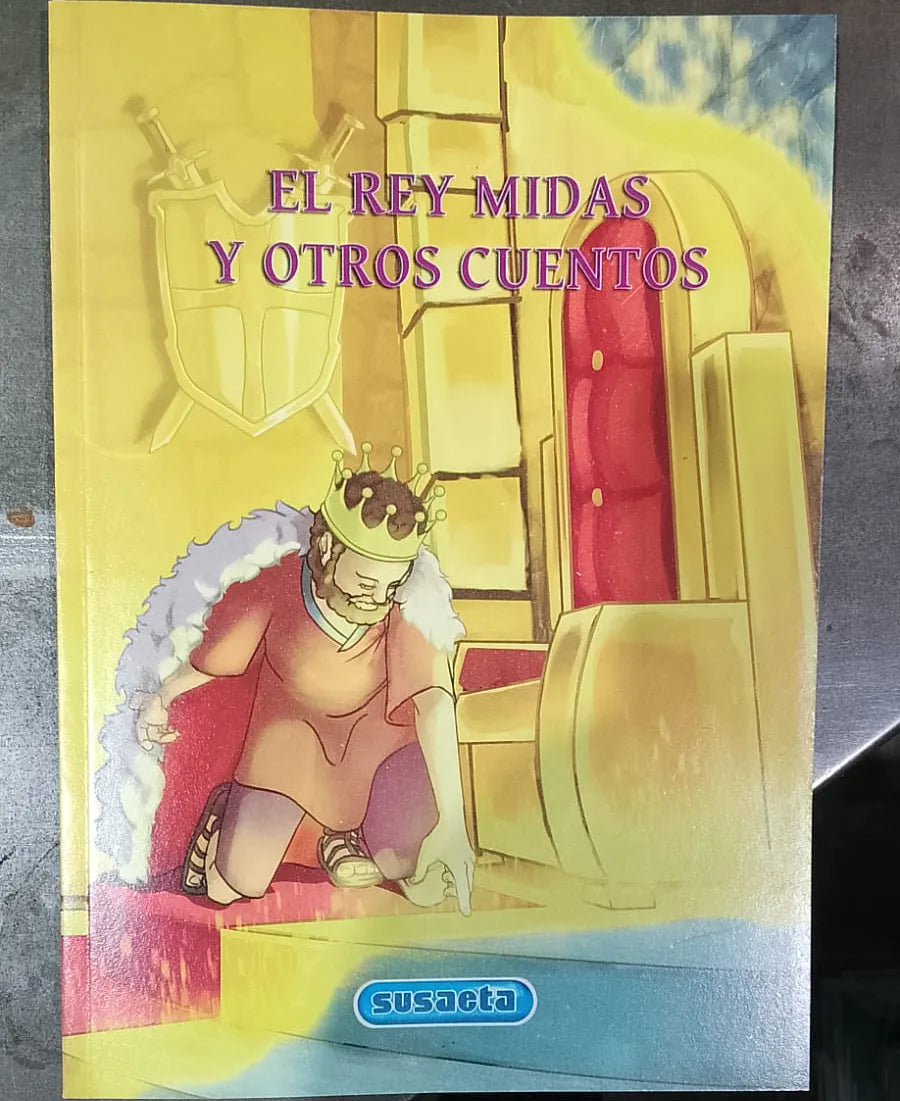 EL REY MIDAS
Y OTROS CUENTOS
susaeta